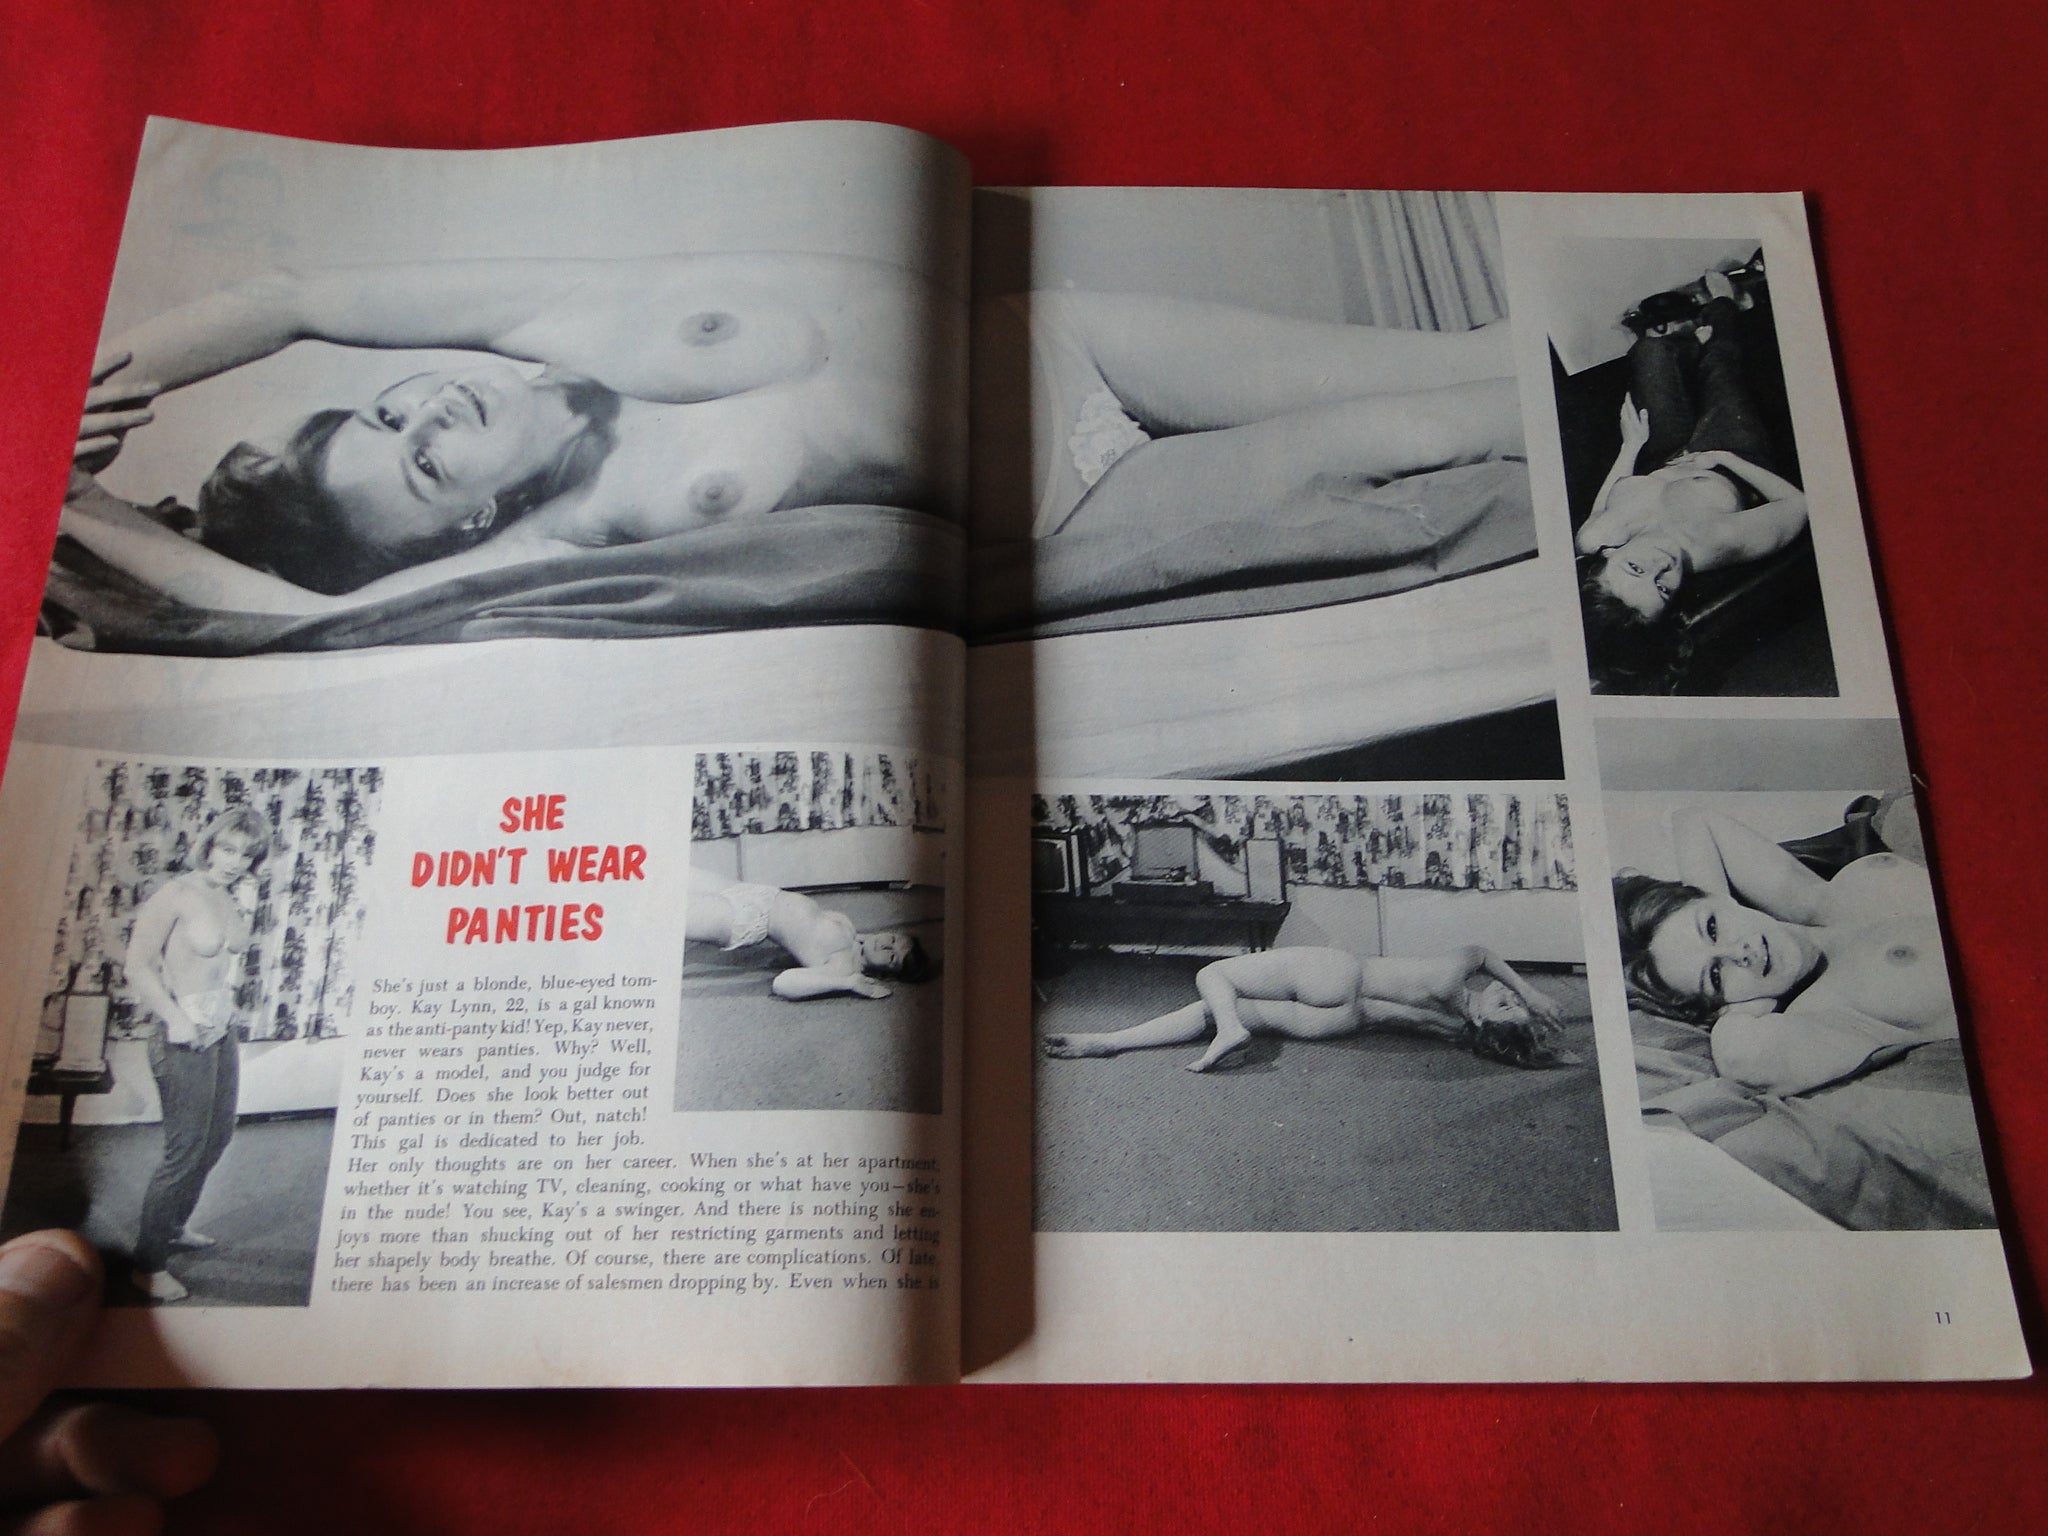 SHE
DIDN'T WEAR
PANTIES
She's just a blonde, blue-eyed tom-
boy. Kay Lynn, 22, is a gal known
as the anti-panty kid! Yep, Kay never,
never wears panties. Why? Well,
Kay's a model, and you judge for
yourself. Does she look better out
of panties or in them? Out, natch!
This gal is dedicated to her job.
Her only thoughts are on her career. When she's at her apartment,
whether it's watching TV, cleaning, cooking or what have you—she's
in the nude! You see, Kay's a swinger. And there is nothing she en-
joys more than shucking out of her restricting garments and letting
her shapely body breathe. Of course, there are complications. Of late,
there has been an increase of salesmen dropping by. Even when she is
11